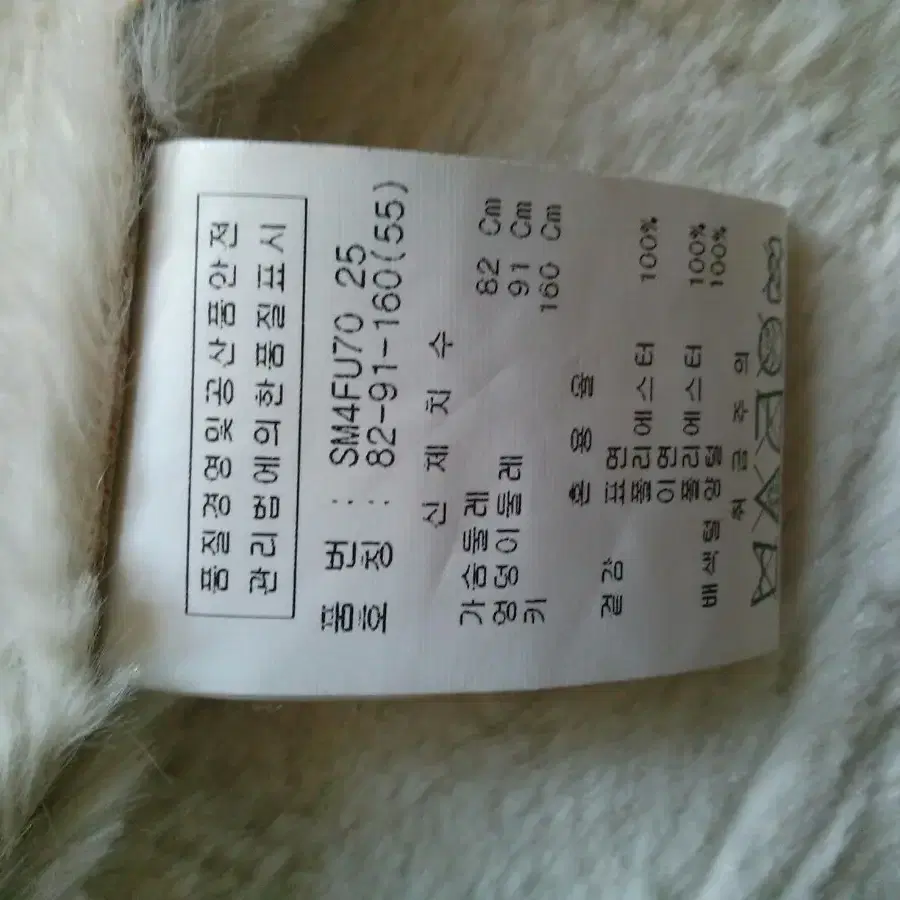 품질경영및공산품안전
관리법에의한품질표시
품 번 : SM4FU70 25
호 칭 : 82-91-160(55)
신 체 치 수
가슴둘레 82 Cm
엉덩이둘레 91 Cm
키 160 Cm
혼 용 율
겉감 표면
폴리에스터 100%
이면
폴리에스터 100%
배색털 양털 100%
취 급 주 의